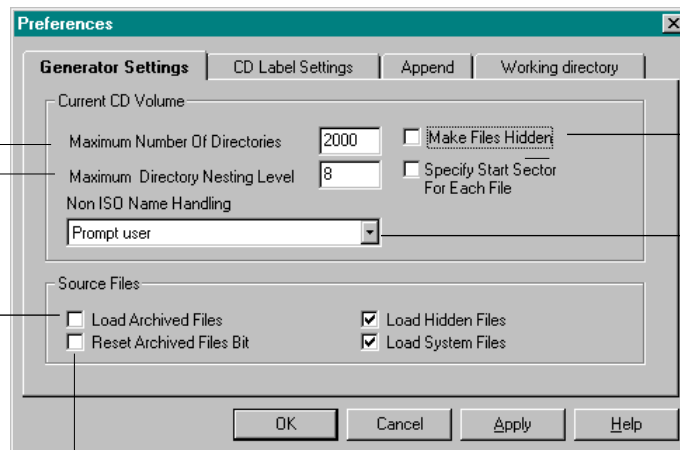 Preferences
Generator Settings
CD Label Settings
Append
Working directory
Current CD Volume
Maximum Number Of Directories
2000
Make Files Hidden
Maximum Directory Nesting Level
8
Specify Start Sector
For Each File
Non ISO Name Handling
Prompt user
Source Files
Load Archived Files
Load Hidden Files
Reset Archived Files Bit
Load System Files
OK
Cancel
Apply
Help